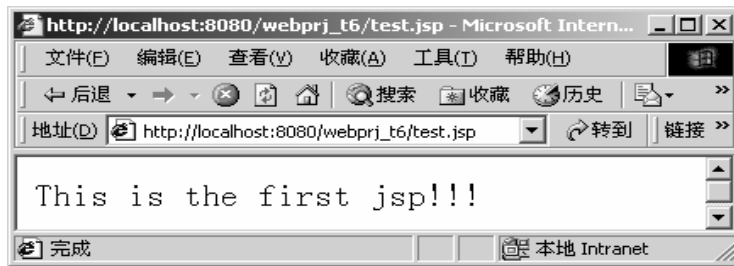 http://localhost:8080/webprj_t6/test.jsp - Microsoft Intern...
文件(F) 编辑(E) 查看(V) 收藏(A) 工具(T) 帮助(H)
后退 搜索 收藏 历史 »
地址(D) http://localhost:8080/webprj_t6/test.jsp 转到 链接 »
This is the first jsp!!!
完成 本地 Intranet